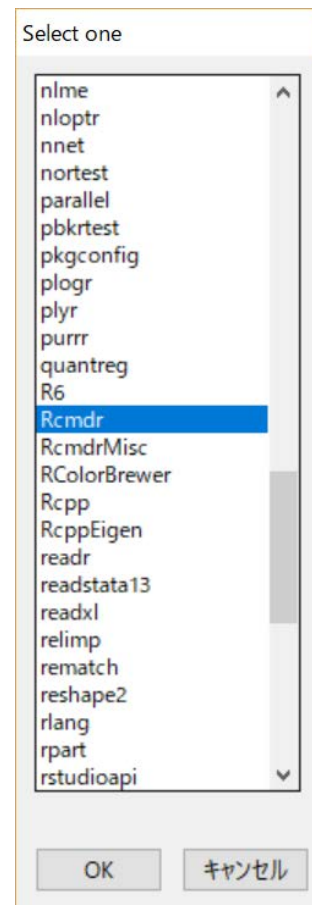 Select one
nlme
nloptr
nnet
nortest
parallel
pbkrtest
pkgconfig
plogr
plyr
purrr
quantreg
R6
Rcmdr
RcmdrMisc
RColorBrewer
Rcpp
RcppEigen
readr
readstata13
readxl
relimp
rematch
reshape2
rlang
rpart
rstudioapi
OK
キャンセル